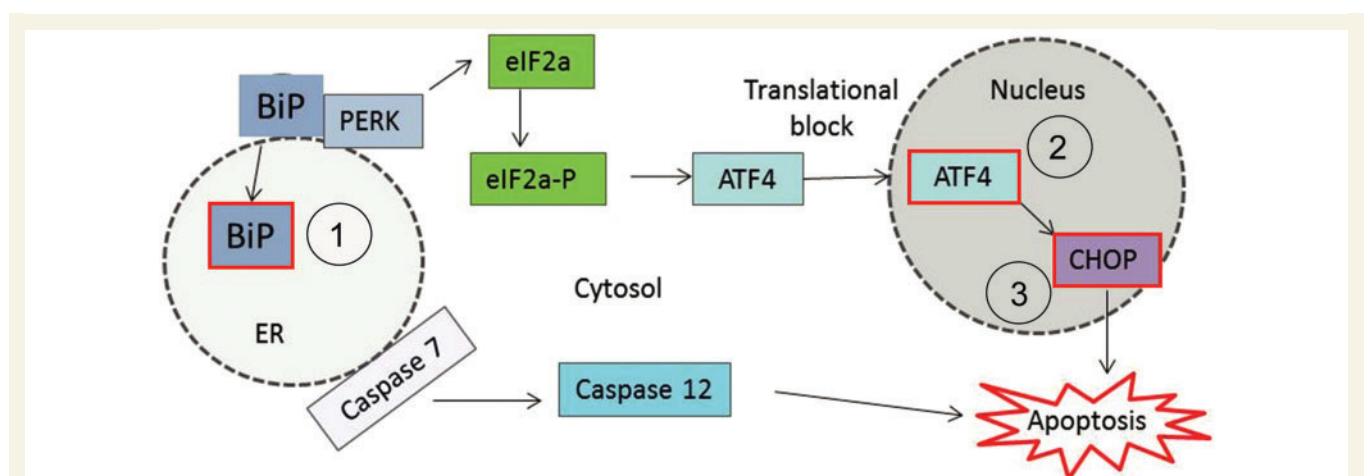 BiP
PERK
eIF2a
eIF2a-P
ATF4
Translational
block
Nucleus
ATF4
2
CHOP
3
BiP
1
ER
Cytosol
Caspase 7
Caspase 12
Apoptosis